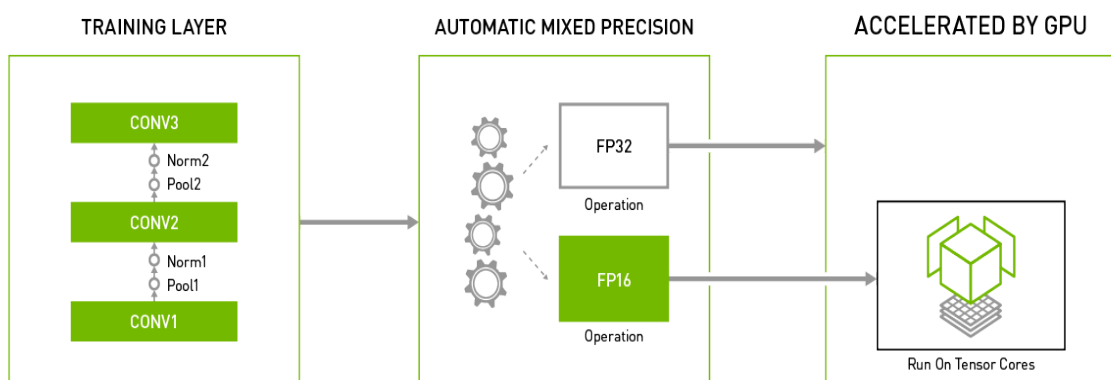 TRAINING LAYER
AUTOMATIC MIXED PRECISION
ACCELERATED BY GPU
CONV3
Norm2
Pool2
CONV2
Norm1
Pool1
CONV1
FP32
Operation
FP16
Operation
Run On Tensor Cores